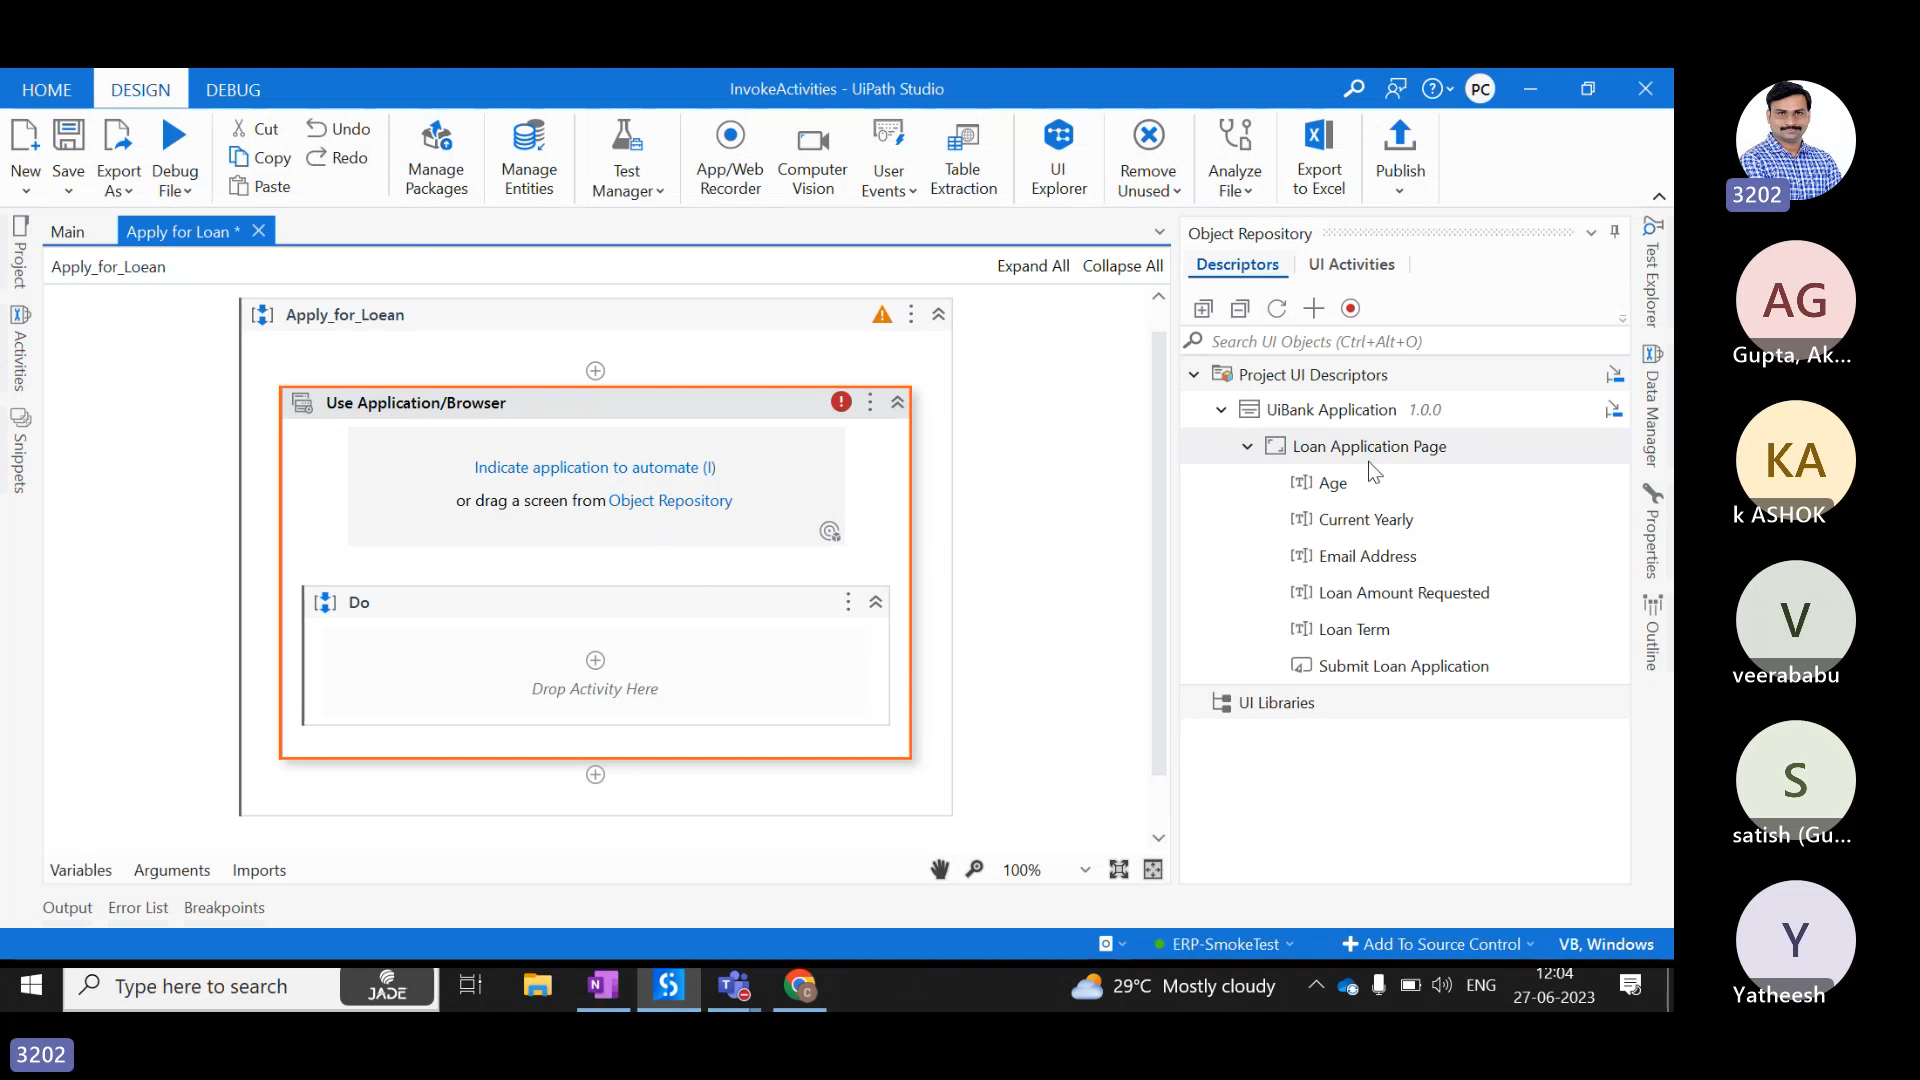 HOME
DESIGN
DEBUG
InvokeActivities - UiPath Studio
PC
New
Save
Export As
Debug File
Cut
Copy
Paste
Undo
Redo
Manage Packages
Manage Entities
Test Manager
App/Web Recorder
Computer Vision
User Events
Table Extraction
UI Explorer
Remove Unused
Analyze File
Export to Excel
Publish
Project
Activities
Snippets
Main
Apply for Loan *
Apply_for_Loean
Expand All
Collapse All
Apply_for_Loean
Use Application/Browser
Indicate application to automate (I)
or drag a screen from Object Repository
Do
Drop Activity Here
Variables
Arguments
Imports
100%
Output
Error List
Breakpoints
Object Repository
Descriptors
UI Activities
Search UI Objects (Ctrl+Alt+O)
Project UI Descriptors
UiBank Application 1.0.0
Loan Application Page
Age
Current Yearly
Email Address
Loan Amount Requested
Loan Term
Submit Loan Application
UI Libraries
Test Explorer
Data Manager
Properties
Outline
ERP-SmokeTest
Add To Source Control
VB, Windows
Type here to search
JADE
29°C Mostly cloudy
ENG
12:04
27-06-2023
3202
3202
AG
Gupta, Ak...
KA
k ASHOK
V
veerababu
S
satish (Gu...
Y
Yatheesh